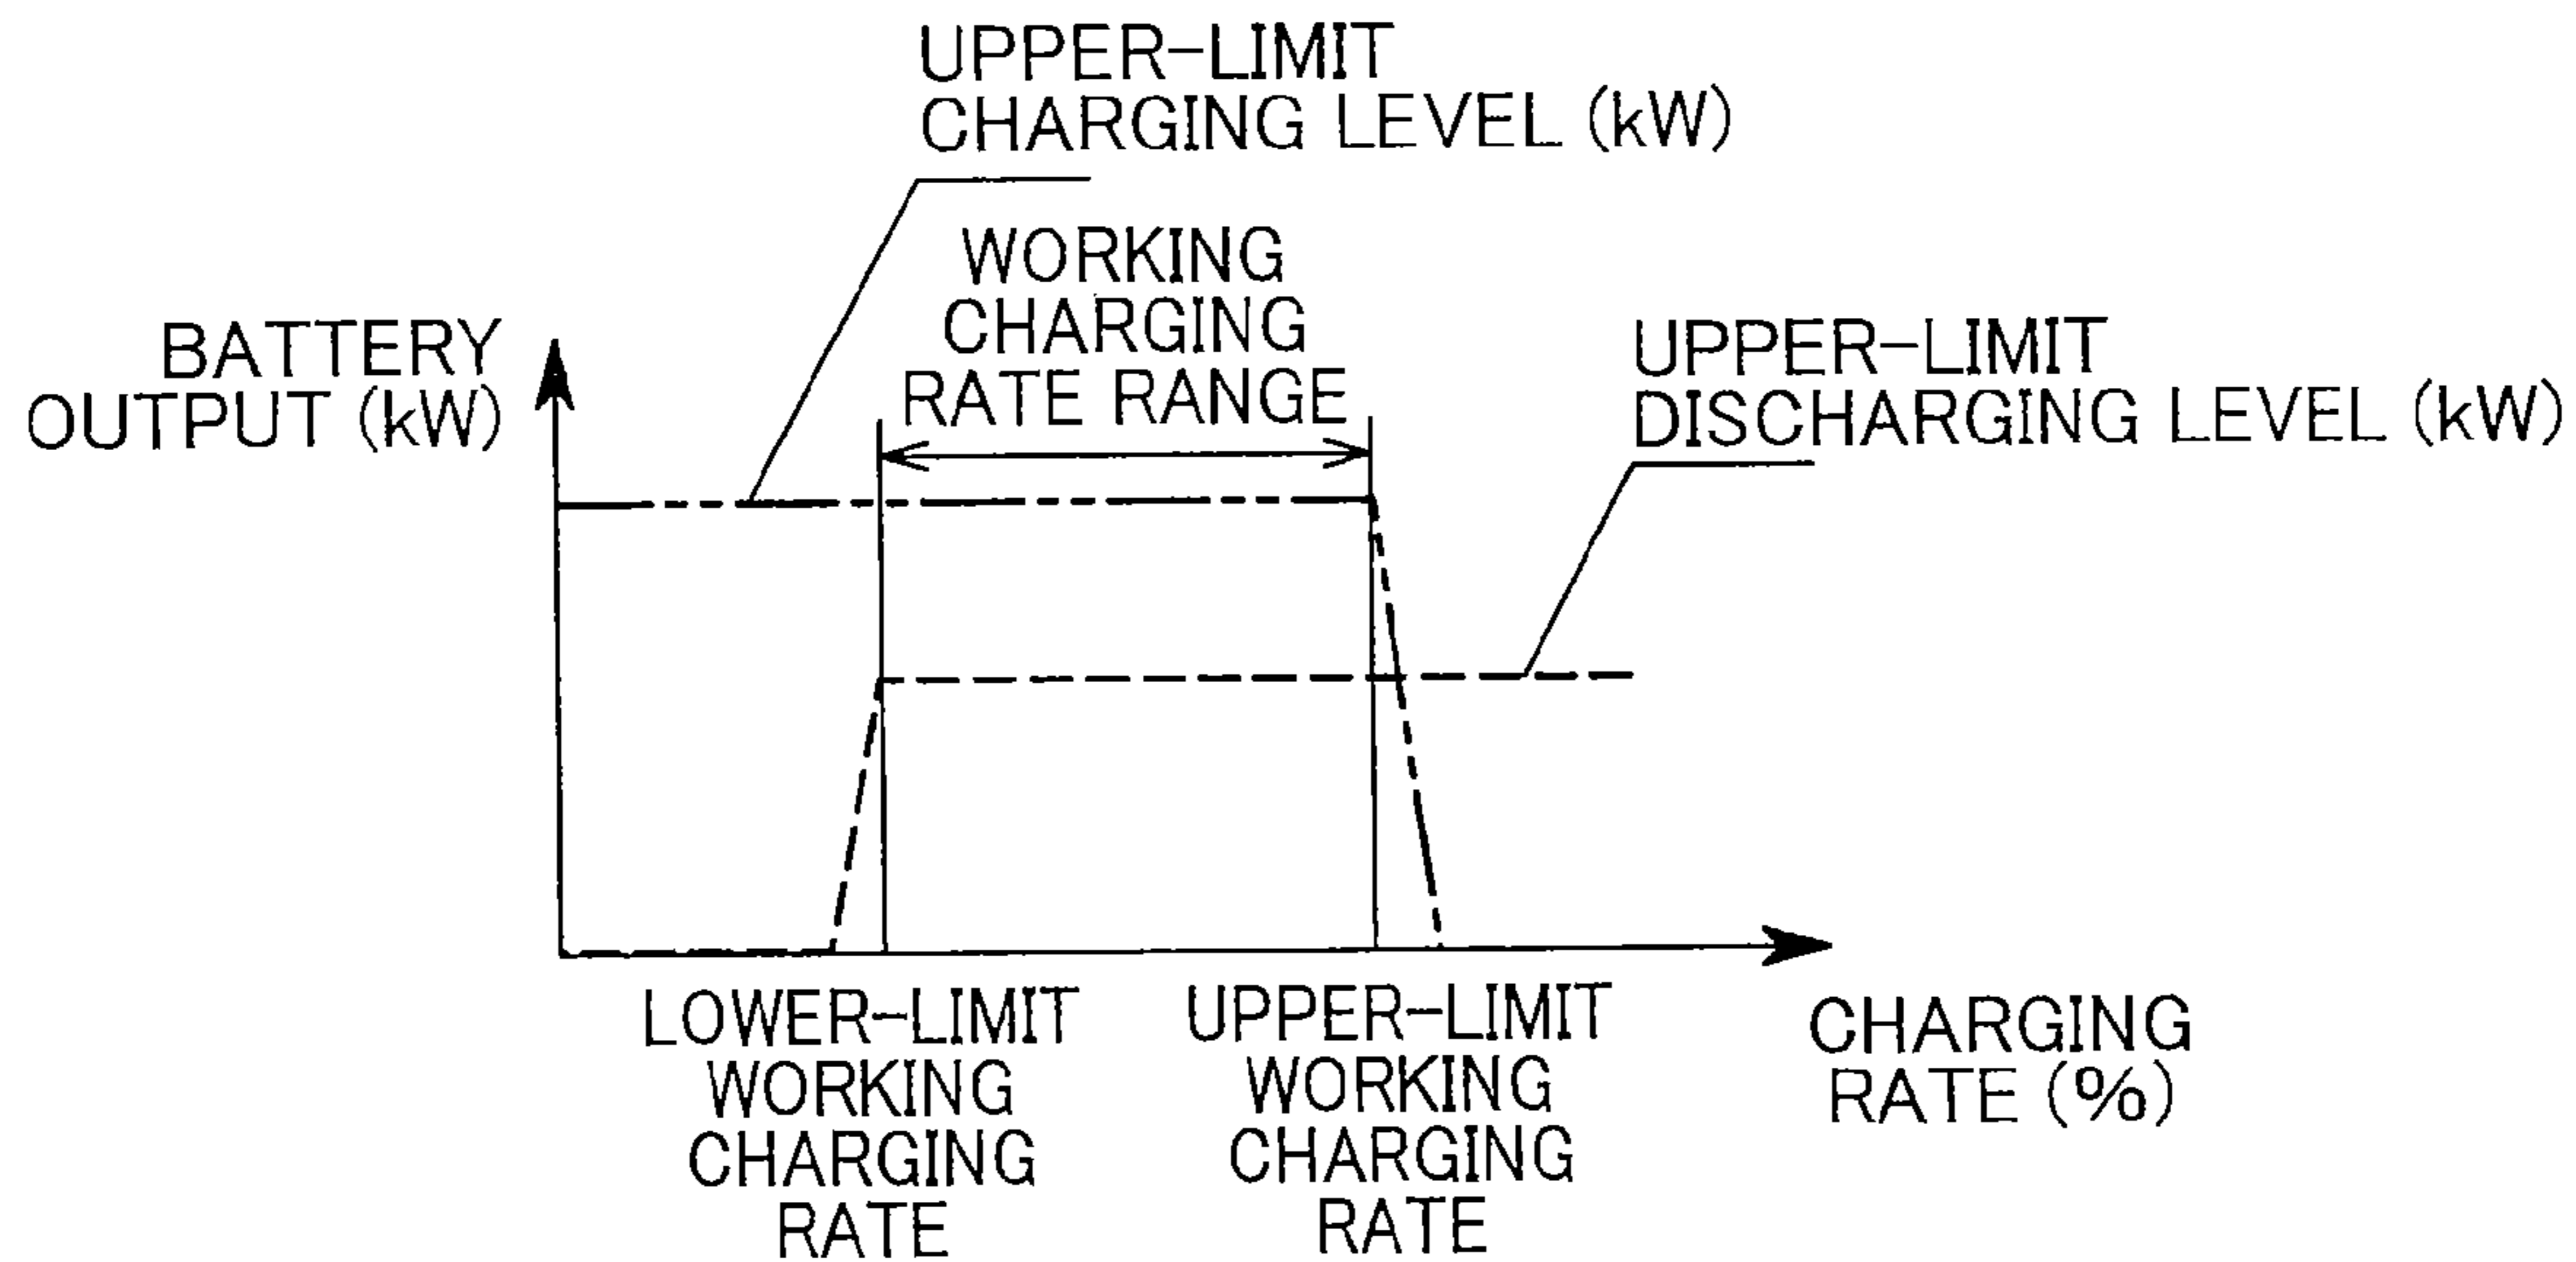 UPPER-LIMIT
CHARGING LEVEL (kW)
WORKING
CHARGING
RATE RANGE
BATTERY
OUTPUT (kW)
UPPER-LIMIT
DISCHARGING LEVEL (kW)
LOWER-LIMIT
WORKING
CHARGING
RATE
UPPER-LIMIT
WORKING
CHARGING
RATE
CHARGING
RATE (%)